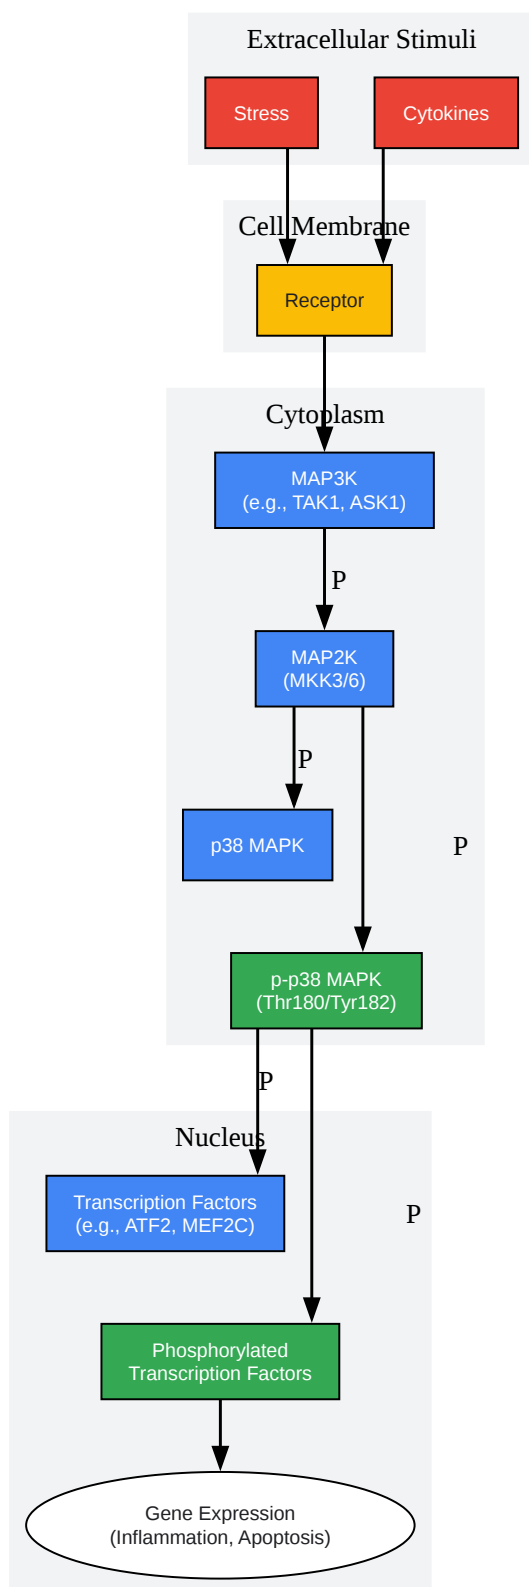 Extracellular Stimuli
Stress
Cytokines
Cell Membrane
Receptor
Cytoplasm
MAP3K
(e.g., TAK1, ASK1)
P
MAP2K
(MKK3/6)
P
p38 MAPK
P
p-p38 MAPK
(Thr180/Tyr182)
P
Nucleus
Transcription Factors
(e.g., ATF2, MEF2C)
P
Phosphorylated
Transcription Factors
Gene Expression
(Inflammation, Apoptosis)